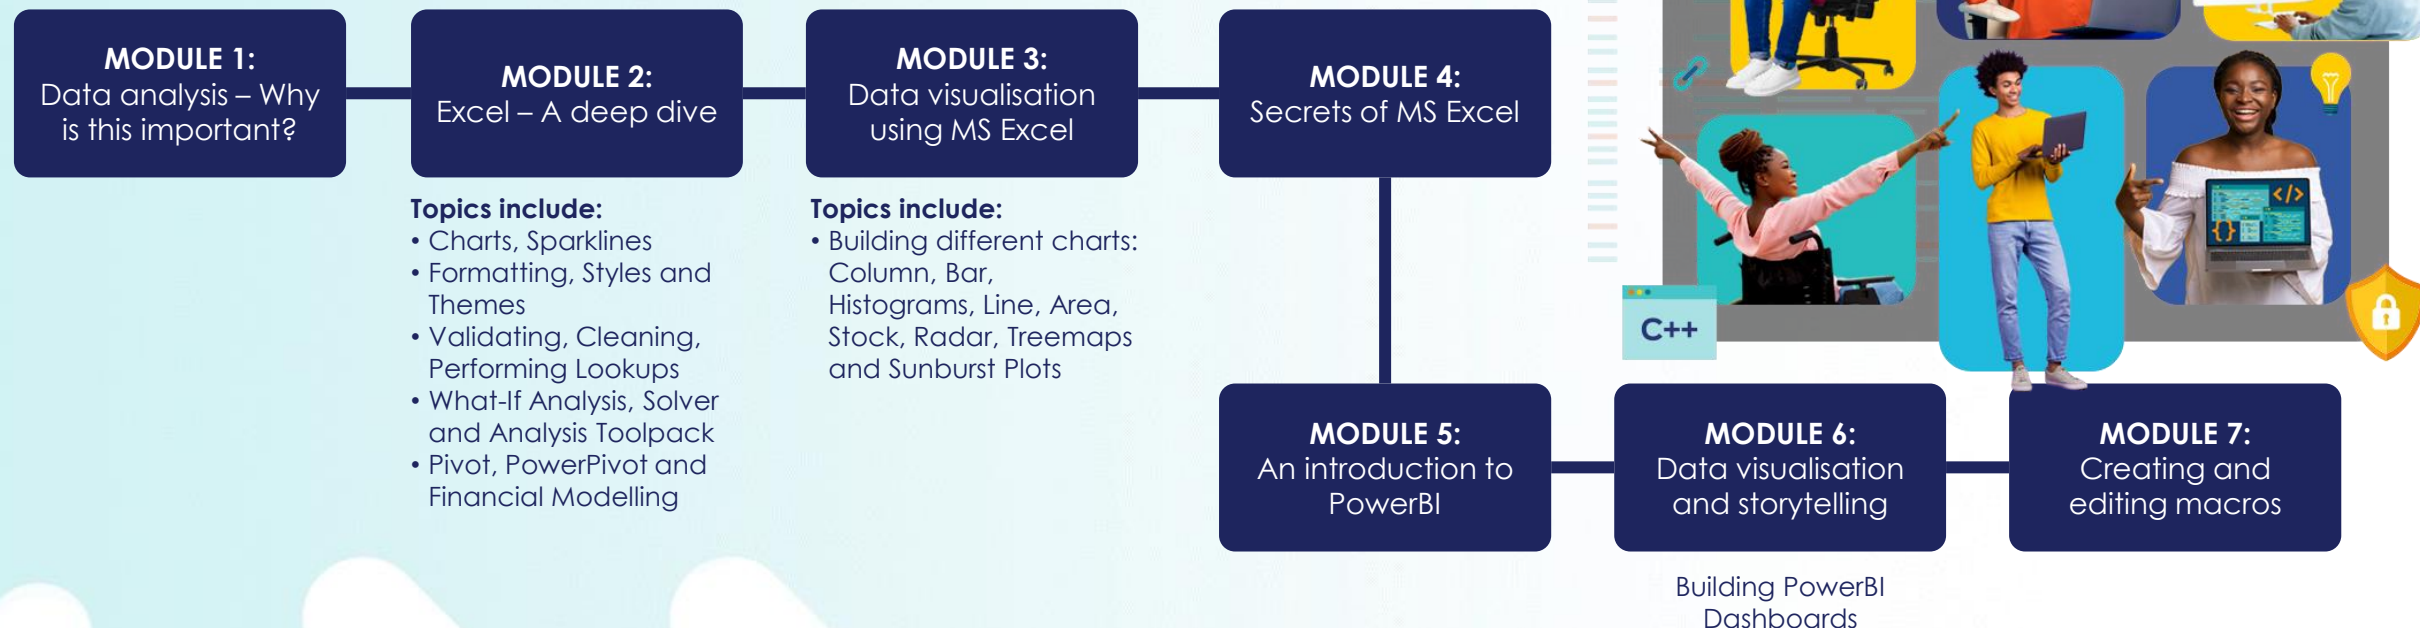 MODULE 1:
Data analysis – Why
is this important?
MODULE 2:
Excel – A deep dive
MODULE 3:
Data visualisation
using MS Excel
MODULE 4:
Secrets of MS Excel
Topics include:
• Charts, Sparklines
• Formatting, Styles and
Themes
• Validating, Cleaning,
Performing Lookups
• What-If Analysis, Solver
and Analysis Toolpack
• Pivot, PowerPivot and
Financial Modelling
Topics include:
• Building different charts:
Column, Bar,
Histograms, Line, Area,
Stock, Radar, Treemaps
and Sunburst Plots
</>
{}
C++
MODULE 5:
An introduction to
PowerBI
MODULE 6:
Data visualisation
and storytelling
MODULE 7:
Creating and
editing macros
Building PowerBI
Dashboards